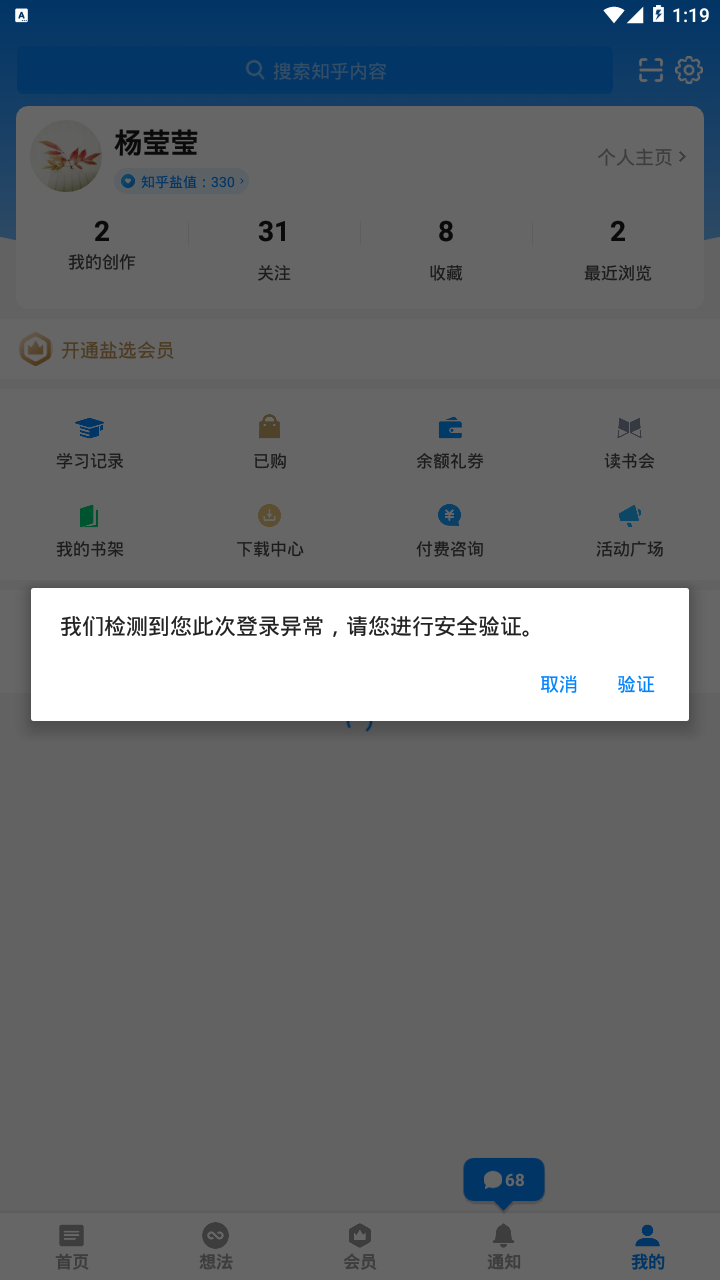 1:19
搜索知乎内容
杨莹莹
个人主页
知乎盐值：330
2 31 8 2
我的创作 关注 收藏 最近浏览
开通盐选会员
学习记录 已购 余额礼券 读书会
我的书架 下载中心 付费咨询 活动广场
我们检测到您此次登录异常，请您进行安全验证。
取消 验证
68
首页 想法 会员 通知 我的